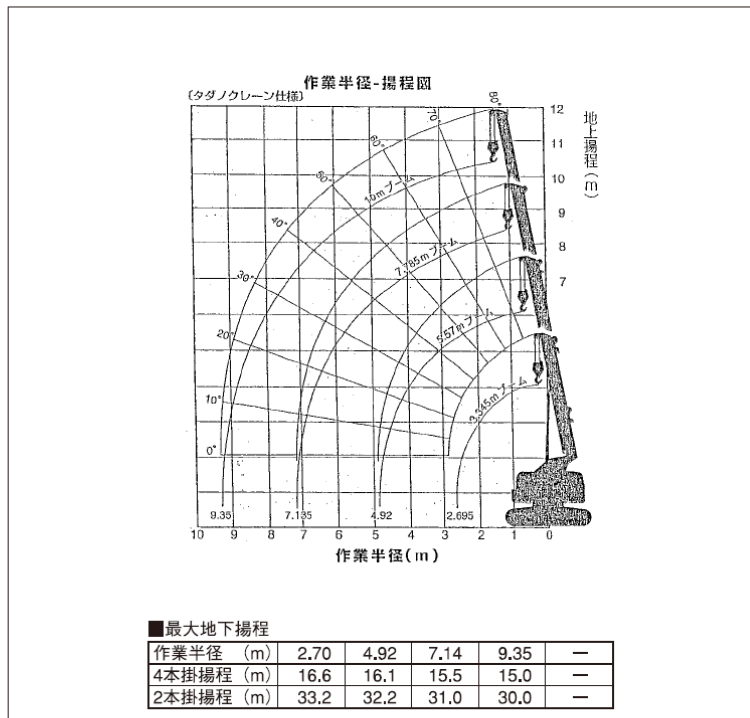 作業半径-揚程図
(タダノクレーン仕様)
80°
12
70°
11
地上揚程(m)
60°
10
50°
10mブーム
9
40°
8
7.785mブーム
30°
7
5.57mブーム
20°
3.345mブーム
10°
0°
9.35 7.135 4.92 2.695
10 9 8 7 6 5 4 3 2 1 0
作業半径(m)
■最大地下揚程
作業半径 (m) 2.70 4.92 7.14 9.35 —
4本掛揚程 (m) 16.6 16.1 15.5 15.0 —
2本掛揚程 (m) 33.2 32.2 31.0 30.0 —